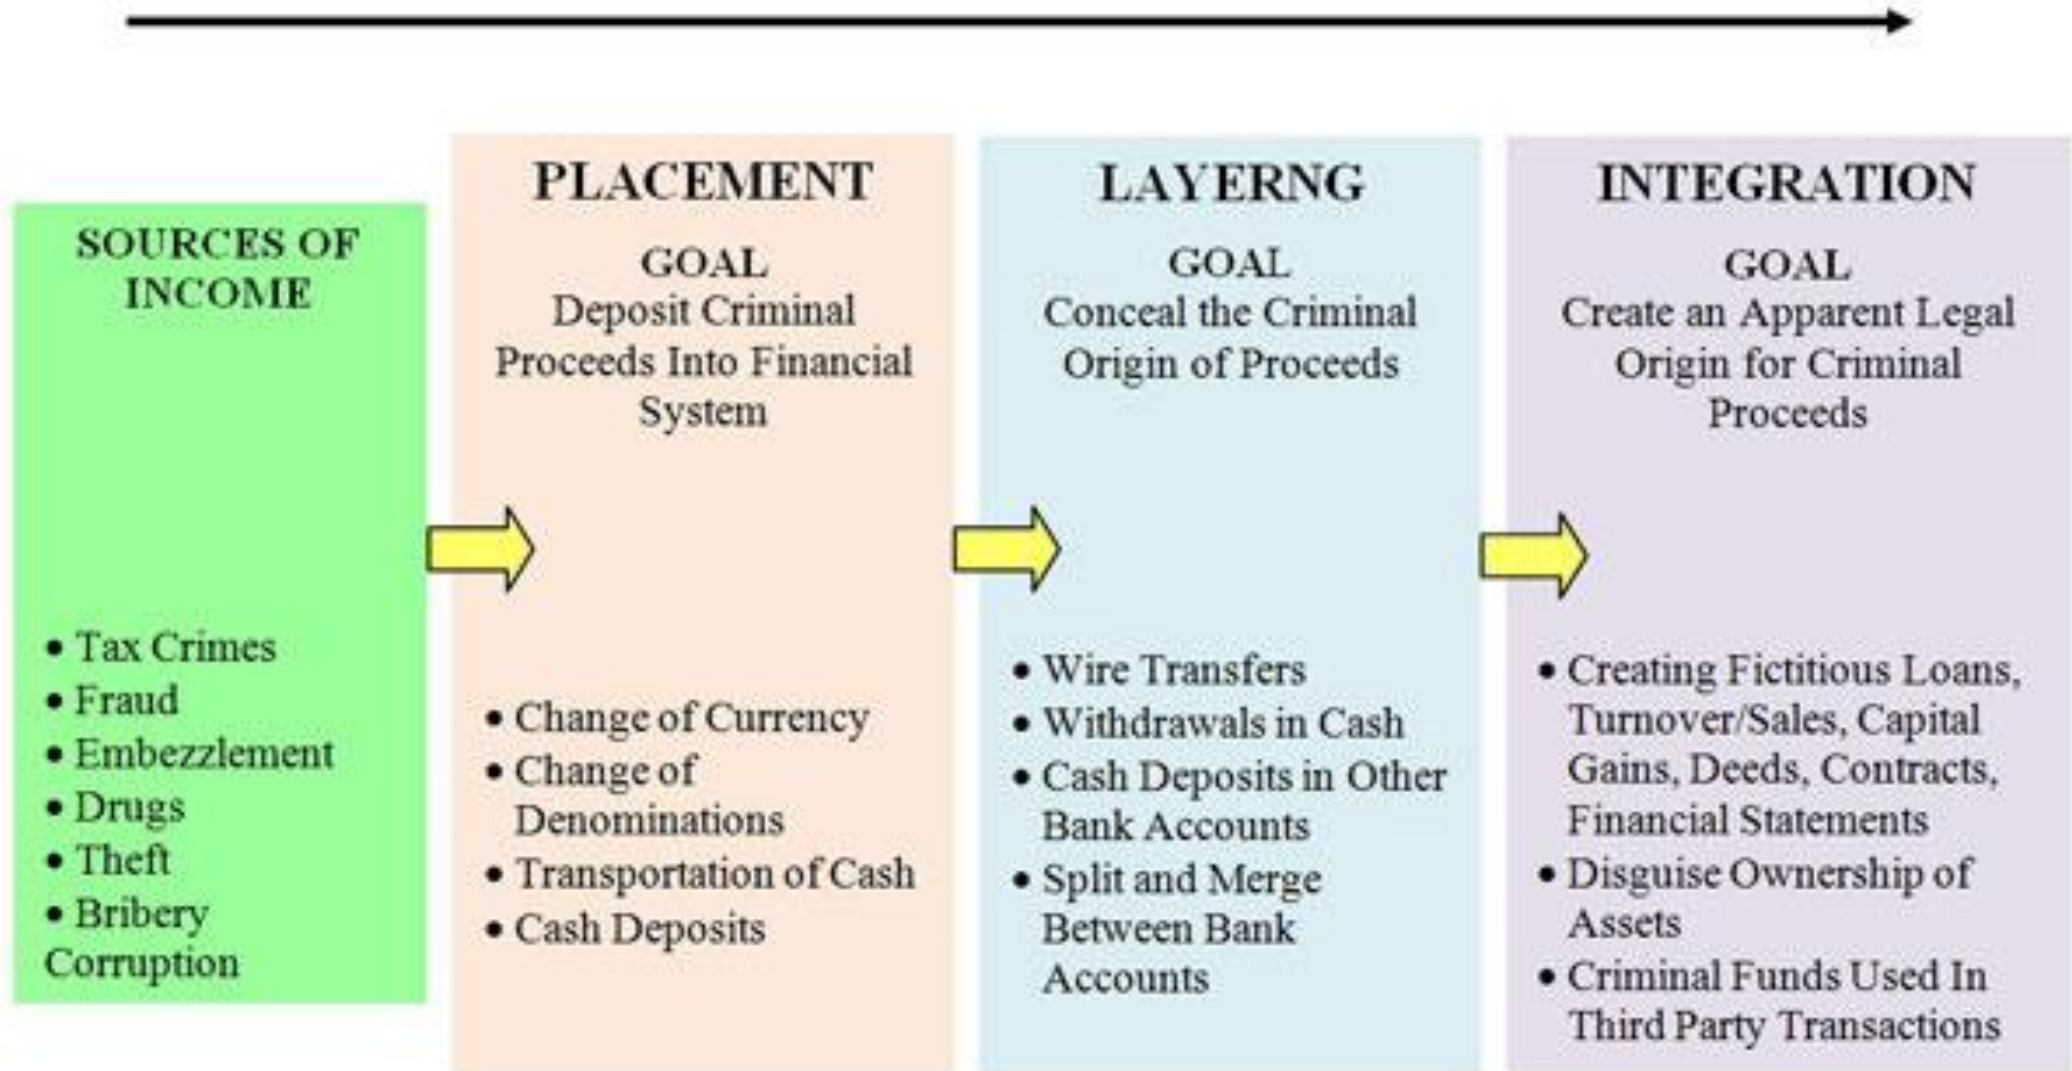 SOURCES OF
INCOME
• Tax Crimes
• Fraud
• Embezzlement
• Drugs
• Theft
• Bribery
Corruption
PLACEMENT
GOAL
Deposit Criminal
Proceeds Into Financial
System
• Change of Currency
• Change of
Denominations
• Transportation of Cash
• Cash Deposits
LAYERNG
GOAL
Conceal the Criminal
Origin of Proceeds
• Wire Transfers
• Withdrawals in Cash
• Cash Deposits in Other
Bank Accounts
• Split and Merge
Between Bank
Accounts
INTEGRATION
GOAL
Create an Apparent Legal
Origin for Criminal
Proceeds
• Creating Fictitious Loans,
Turnover/Sales, Capital
Gains, Deeds, Contracts,
Financial Statements
• Disguise Ownership of
Assets
• Criminal Funds Used In
Third Party Transactions